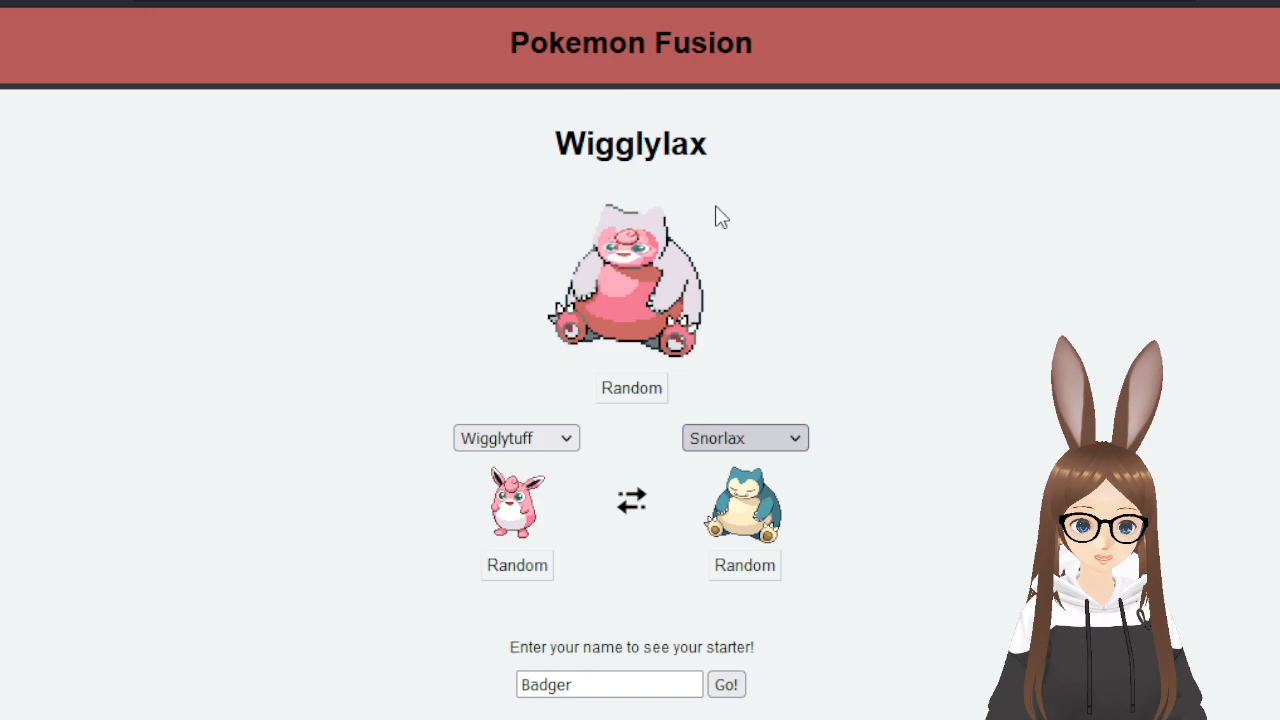 Pokemon Fusion
Wigglylax
Random
Wigglytuff
Snorlax
Random
Random
Enter your name to see your starter!
Badger
Go!